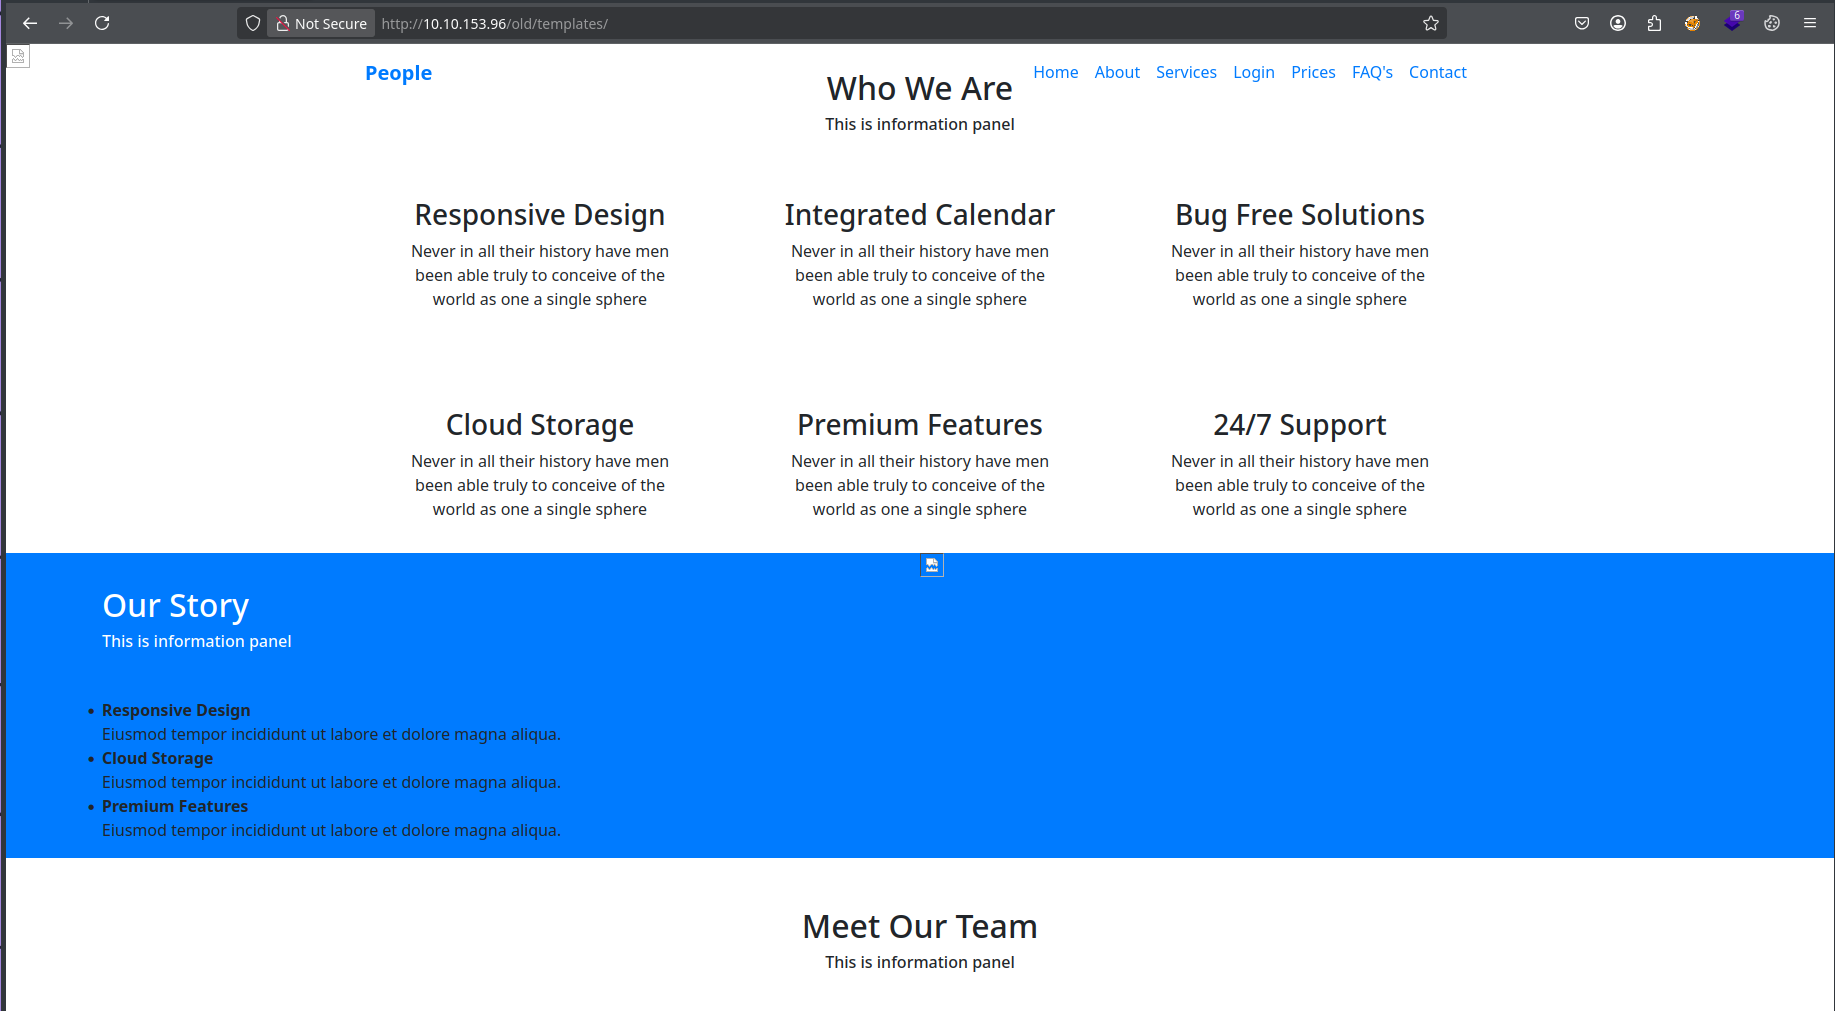 Not Secure http://10.10.153.96/old/templates/
6
People
Home About Services Login Prices FAQ's Contact
Who We Are
This is information panel
Responsive Design
Never in all their history have men
been able truly to conceive of the
world as one a single sphere
Integrated Calendar
Never in all their history have men
been able truly to conceive of the
world as one a single sphere
Bug Free Solutions
Never in all their history have men
been able truly to conceive of the
world as one a single sphere
Cloud Storage
Never in all their history have men
been able truly to conceive of the
world as one a single sphere
Premium Features
Never in all their history have men
been able truly to conceive of the
world as one a single sphere
24/7 Support
Never in all their history have men
been able truly to conceive of the
world as one a single sphere
Our Story
This is information panel
Responsive Design
Eiusmod tempor incididunt ut labore et dolore magna aliqua.
Cloud Storage
Eiusmod tempor incididunt ut labore et dolore magna aliqua.
Premium Features
Eiusmod tempor incididunt ut labore et dolore magna aliqua.
Meet Our Team
This is information panel